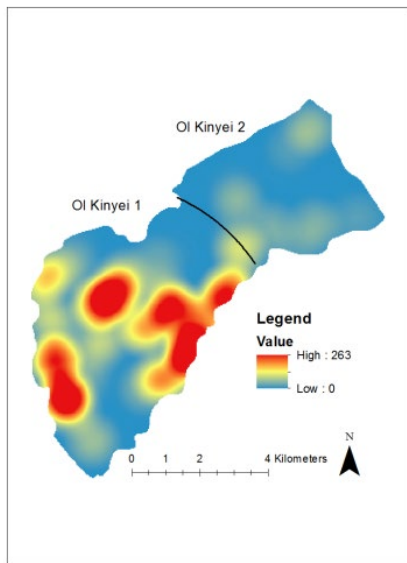 Ol Kinyei 2
Ol Kinyei 1
Legend
Value
High : 263
Low : 0
0 1 2 4 Kilometers
N